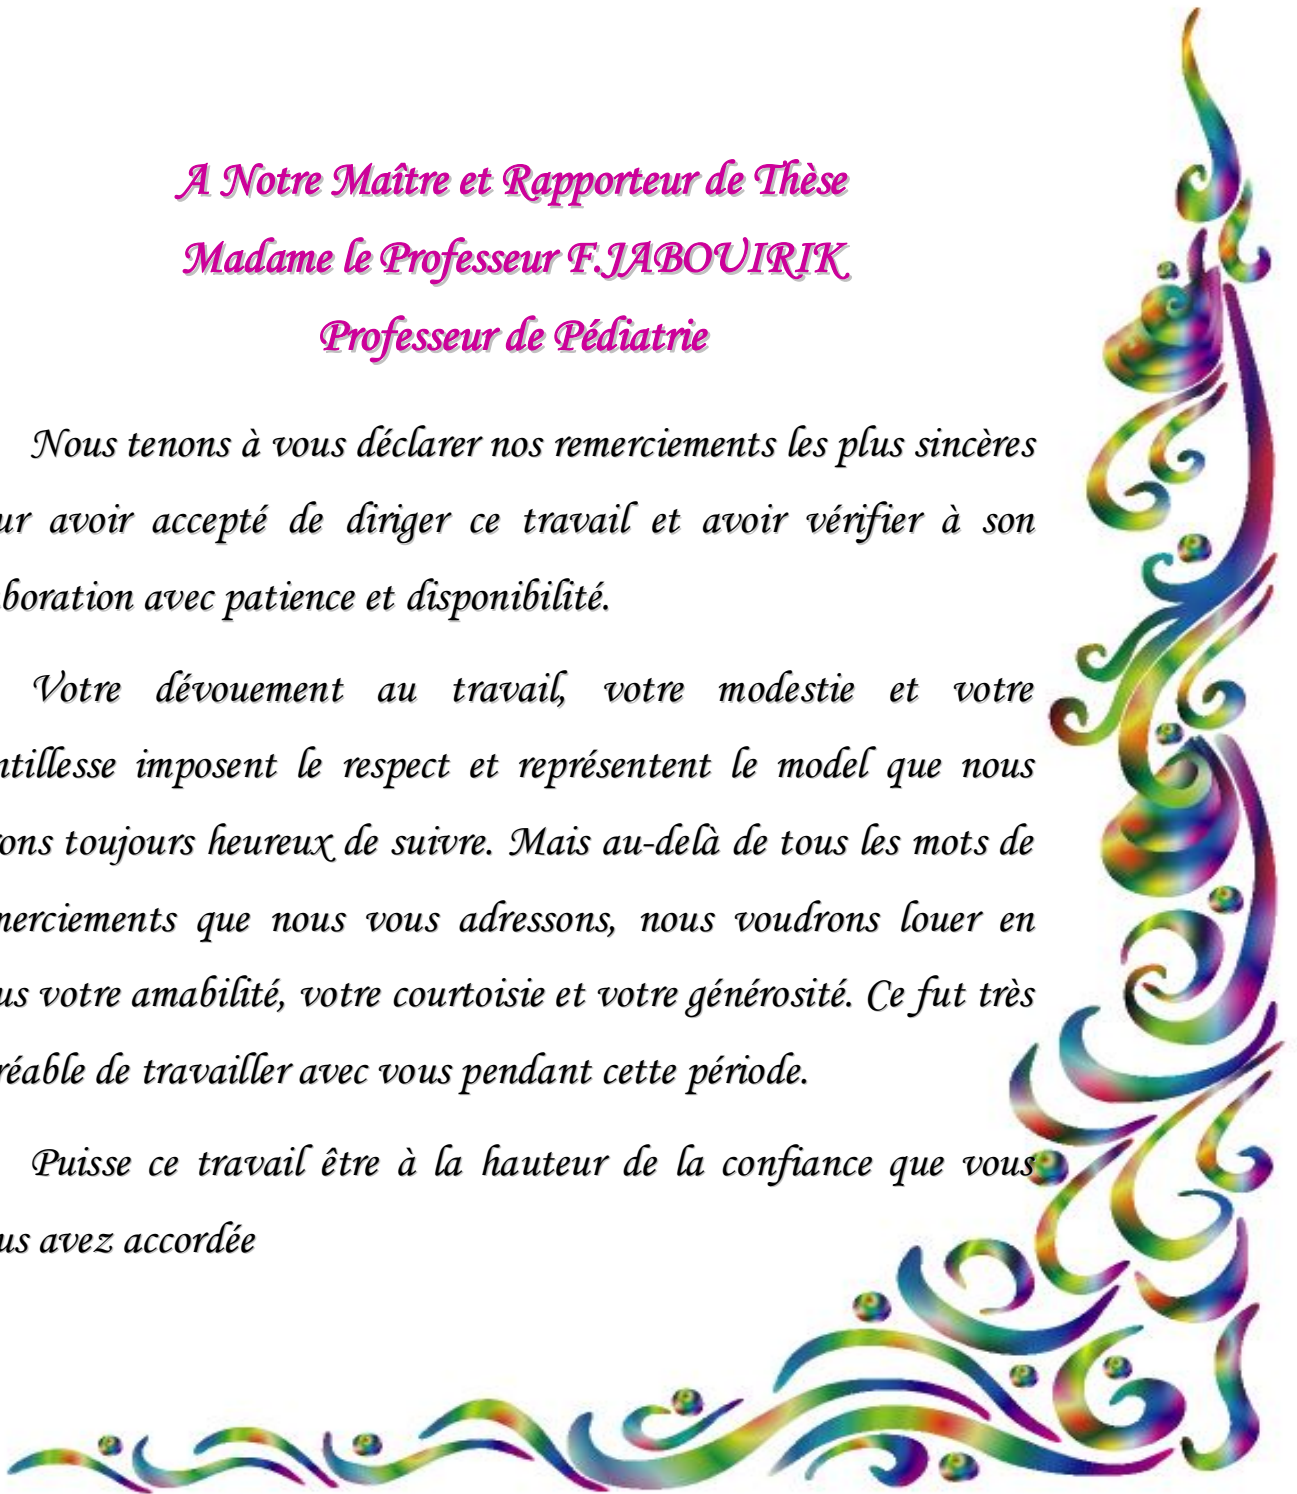 A Notre Maître et Rapporteur de Thèse
Madame le Professeur F.JABOUIRIK
Professeur de Pédiatrie
Nous tenons à vous déclarer nos remerciements les plus sincères
ur avoir accepté de diriger ce travail et avoir vérifier à son
boration avec patience et disponibilité.
Votre dévouement au travail, votre modestie et votre
ntillesse imposent le respect et représentent le model que nous
rons toujours heureux de suivre. Mais au-delà de tous les mots de
merciements que nous vous adressons, nous voudrons louer en
us votre amabilité, votre courtoisie et votre générosité. Ce fut très
réable de travailler avec vous pendant cette période.
Puisse ce travail être à la hauteur de la confiance que vous
us avez accordée